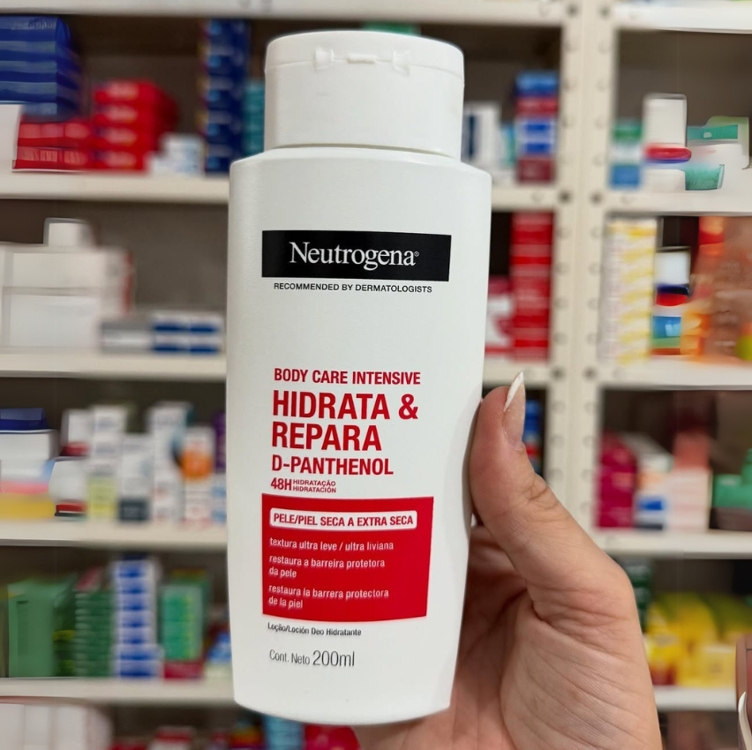 Neutrogena®
RECOMMENDED BY DERMATOLOGISTS
BODY CARE INTENSIVE
HIDRATA &
REPARA
D-PANTHENOL
48H HIDRATAÇÃO
HIDRATACIÓN
PELE/PIEL SECA A EXTRA SECA
textura ultra leve / ultra liviana
restaura a barreira protetora
da pele
restaura la barrera protectora
de la piel
Loção/Loción Deo Hidratante
Cont. Neto 200ml